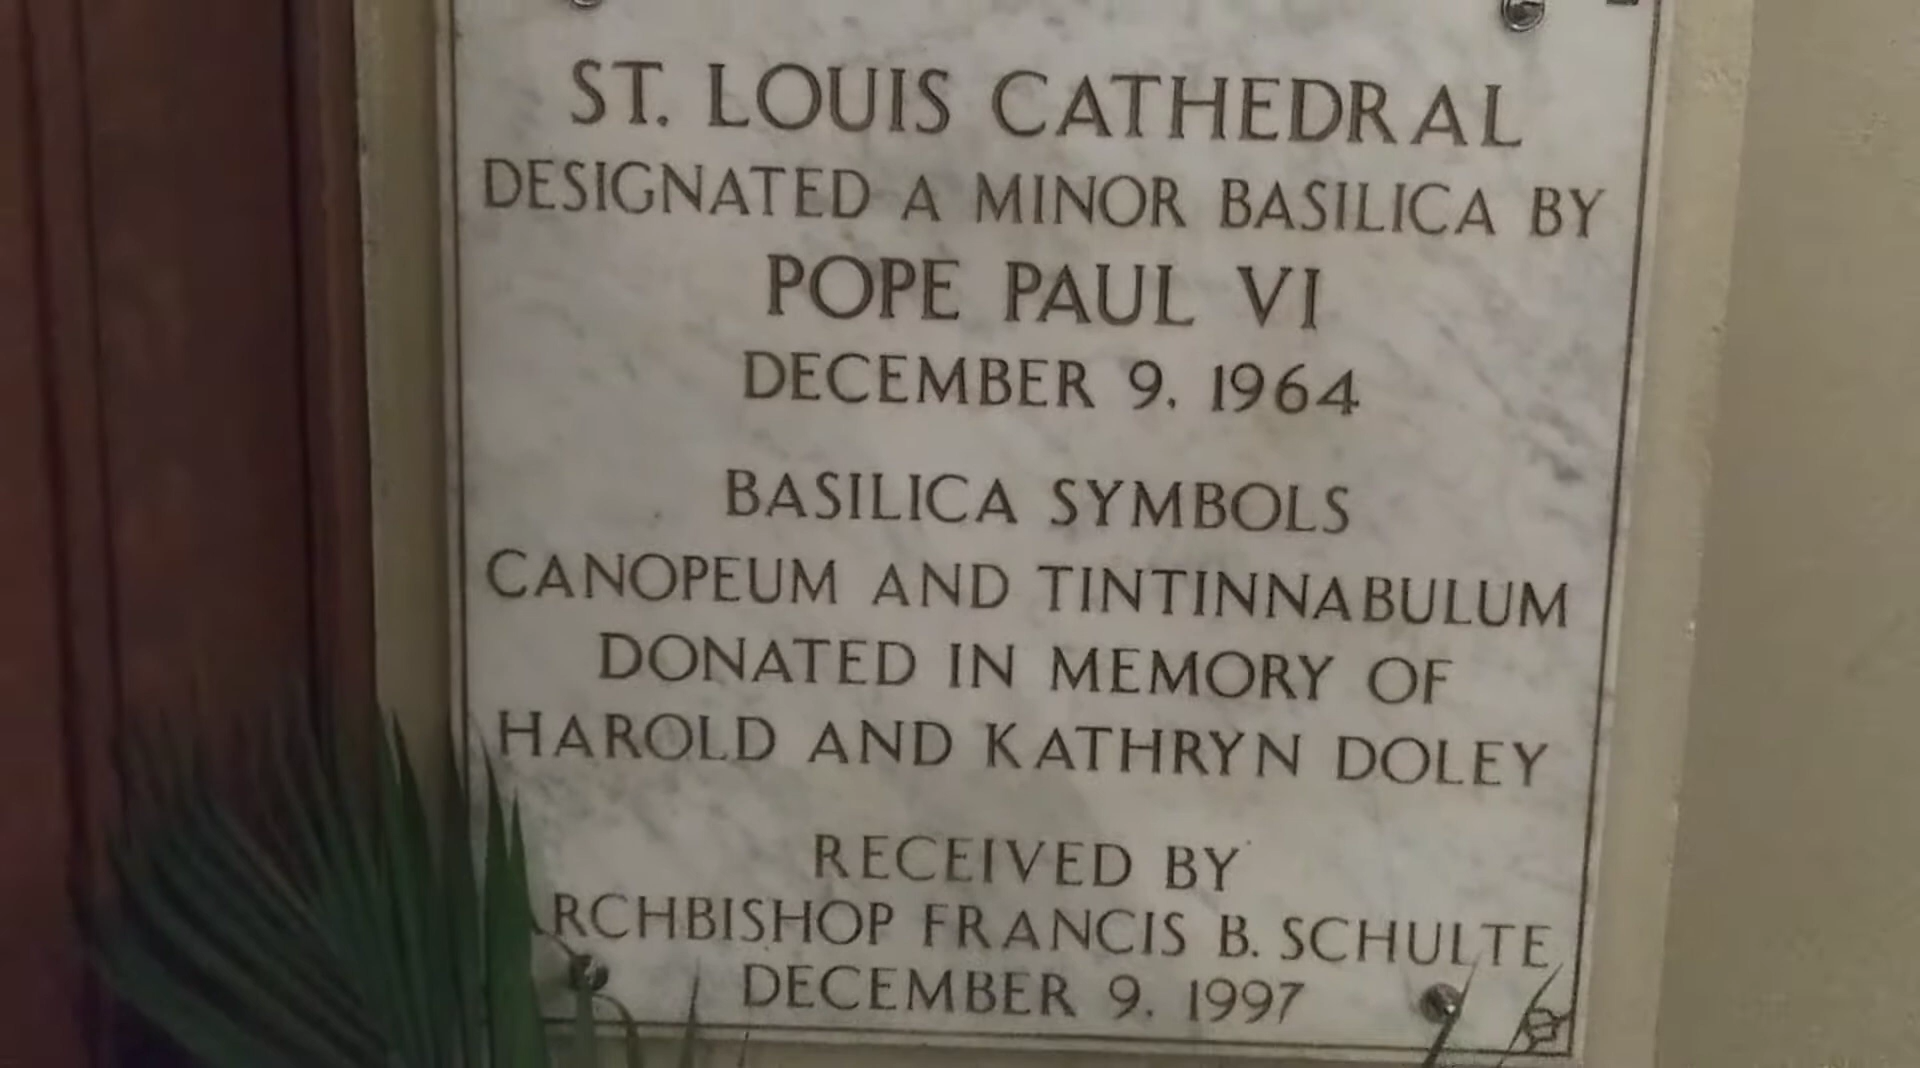 ST. LOUIS CATHEDRAL
DESIGNATED A MINOR BASILICA BY
POPE PAUL VI
DECEMBER 9, 1964
BASILICA SYMBOLS
CANOPEUM AND TINTINNABULUM
DONATED IN MEMORY OF
HAROLD AND KATHRYN DOLEY
RECEIVED BY
ARCHBISHOP FRANCIS B. SCHULTE
DECEMBER 9, 1997